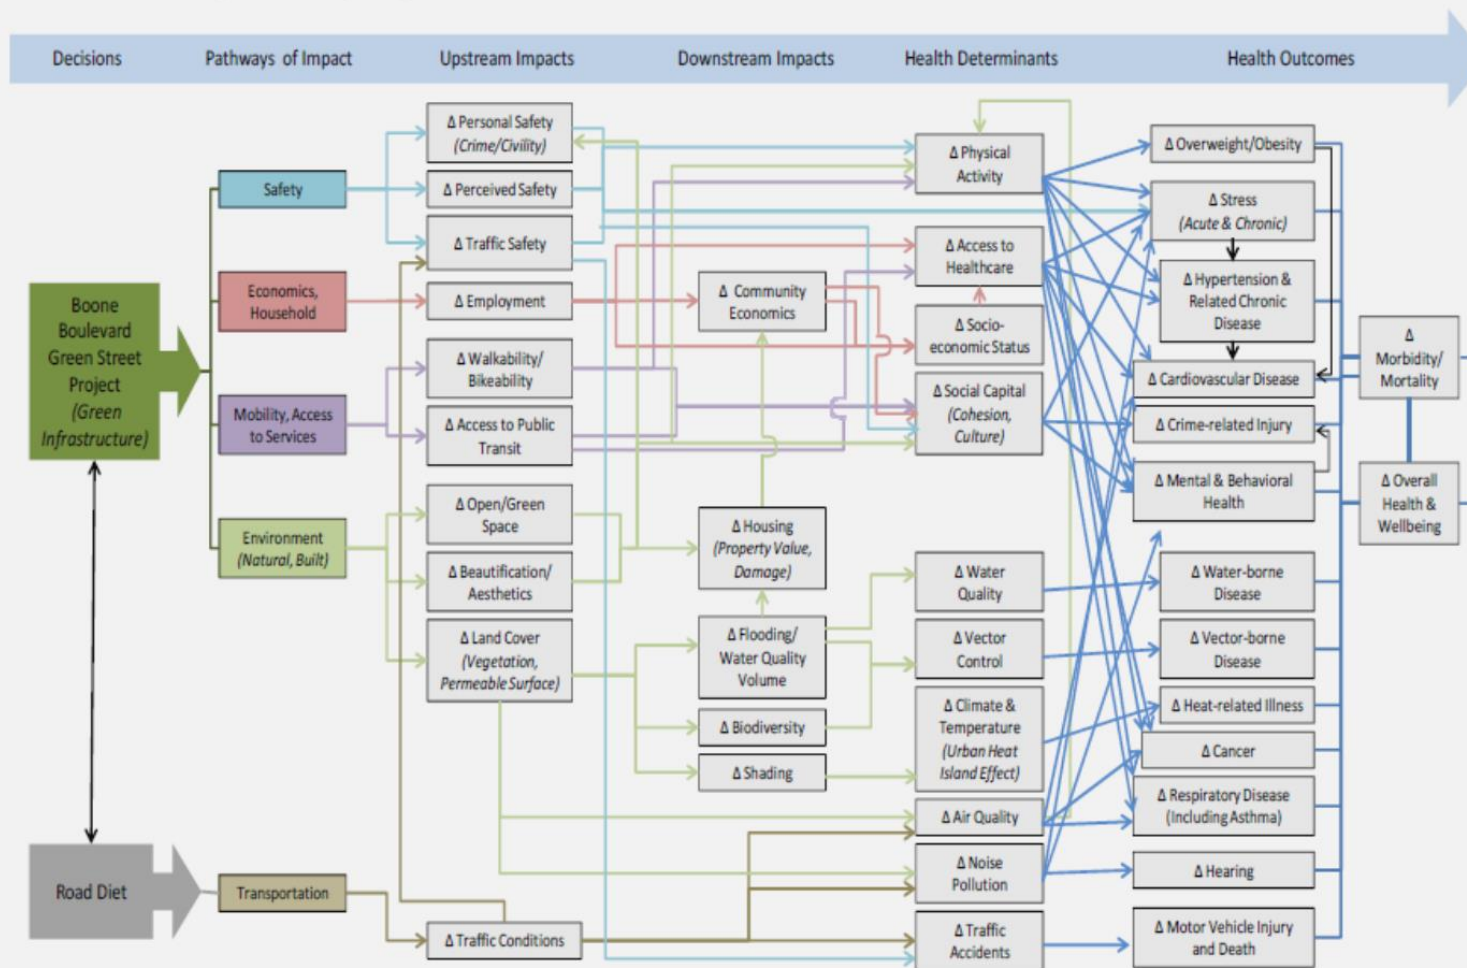 Decisions
Pathways of Impact
Upstream Impacts
Downstream Impacts
Health Determinants
Health Outcomes
Boone
Boulevard
Green Street
Project
(Green
Infrastructure)
Road Diet
Safety
Economics,
Household
Mobility, Access
to Services
Environment
(Natural, Built)
Transportation
Δ Personal Safety
(Crime/Civility)
Δ Perceived Safety
Δ Traffic Safety
Δ Employment
Δ Walkability/
Bikeability
Δ Access to Public
Transit
Δ Open/Green
Space
Δ Beautification/
Aesthetics
Δ Land Cover
(Vegetation,
Permeable Surface)
Δ Traffic Conditions
Δ Community
Economics
Δ Housing
(Property Value,
Damage)
Δ Flooding/
Water Quality
Volume
Δ Biodiversity
Δ Shading
Δ Physical
Activity
Δ Access to
Healthcare
Δ Socio-
economic Status
Δ Social Capital
(Cohesion,
Culture)
Δ Water
Quality
Δ Vector
Control
Δ Climate &
Temperature
(Urban Heat
Island Effect)
Δ Air Quality
Δ Noise
Pollution
Δ Traffic
Accidents
Δ Overweight/Obesity
Δ Stress
(Acute & Chronic)
Δ Hypertension &
Related Chronic
Disease
Δ Cardiovascular Disease
Δ Crime-related Injury
Δ Mental & Behavioral
Health
Δ Water-borne
Disease
Δ Vector-borne
Disease
Δ Heat-related Illness
Δ Cancer
Δ Respiratory Disease
(Including Asthma)
Δ Hearing
Δ Motor Vehicle Injury
and Death
Δ
Morbidity/
Mortality
Δ Overall
Health &
Wellbeing